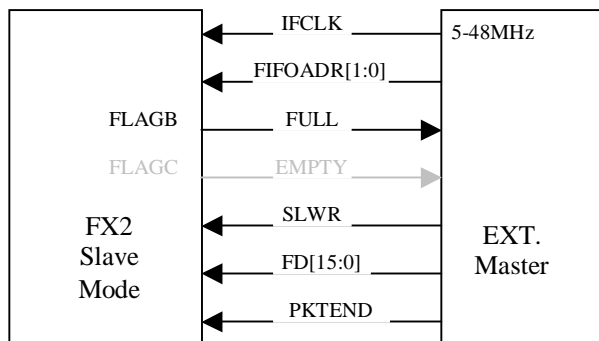 IFCLK
5-48MHz
FIFOADR[1:0]
FLAGB FULL
FLAGC EMPTY
SLWR
FX2
Slave
Mode
EXT.
Master
FD[15:0]
PKTEND